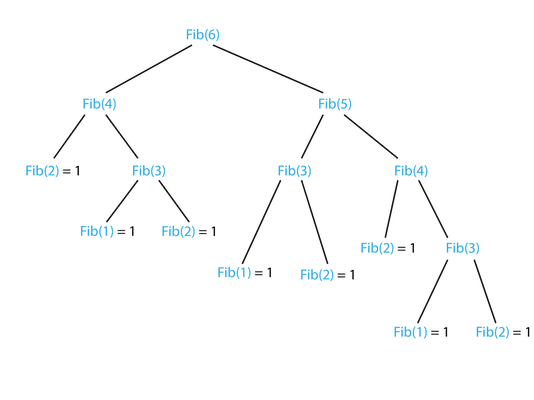 Fib(6)
Fib(4)
Fib(5)
Fib(2) = 1
Fib(3)
Fib(3)
Fib(4)
Fib(1) = 1
Fib(2) = 1
Fib(2) = 1
Fib(3)
Fib(1) = 1
Fib(2) = 1
Fib(1) = 1
Fib(2) = 1